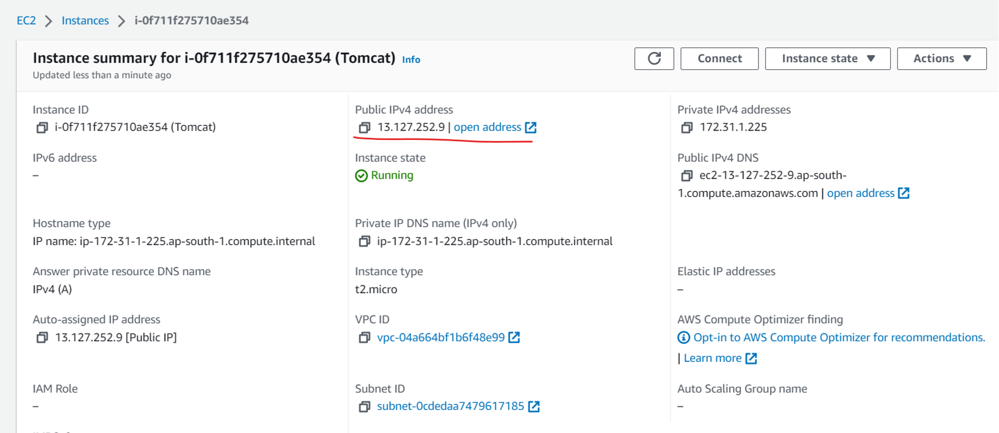 EC2 > Instances > i-0f711f275710ae354
Instance summary for i-0f711f275710ae354 (Tomcat) Info
Updated less than a minute ago
Connect
Instance state ▼
Actions ▼
Instance ID
i-0f711f275710ae354 (Tomcat)
Public IPv4 address
13.127.252.9 | open address
Private IPv4 addresses
172.31.1.225
IPv6 address
–
Instance state
Running
Public IPv4 DNS
ec2-13-127-252-9.ap-south-
1.compute.amazonaws.com | open address
Hostname type
IP name: ip-172-31-1-225.ap-south-1.compute.internal
Private IP DNS name (IPv4 only)
ip-172-31-1-225.ap-south-1.compute.internal
Answer private resource DNS name
IPv4 (A)
Instance type
t2.micro
Elastic IP addresses
–
Auto-assigned IP address
13.127.252.9 [Public IP]
VPC ID
vpc-04a664bf1b6f48e99
AWS Compute Optimizer finding
Opt-in to AWS Compute Optimizer for recommendations.
| Learn more
IAM Role
–
Subnet ID
subnet-0cdedaa7479617185
Auto Scaling Group name
–